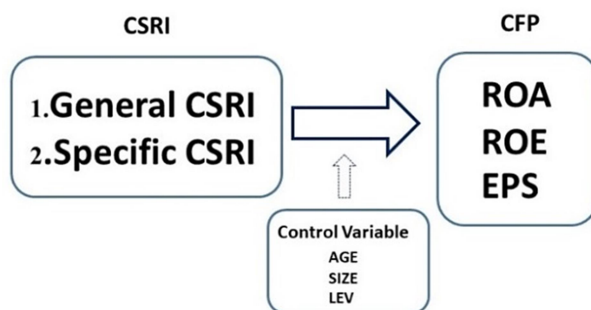 CSRI
1.General CSRI
2.Specific CSRI
CFP
ROA
ROE
EPS
Control Variable
AGE
SIZE
LEV